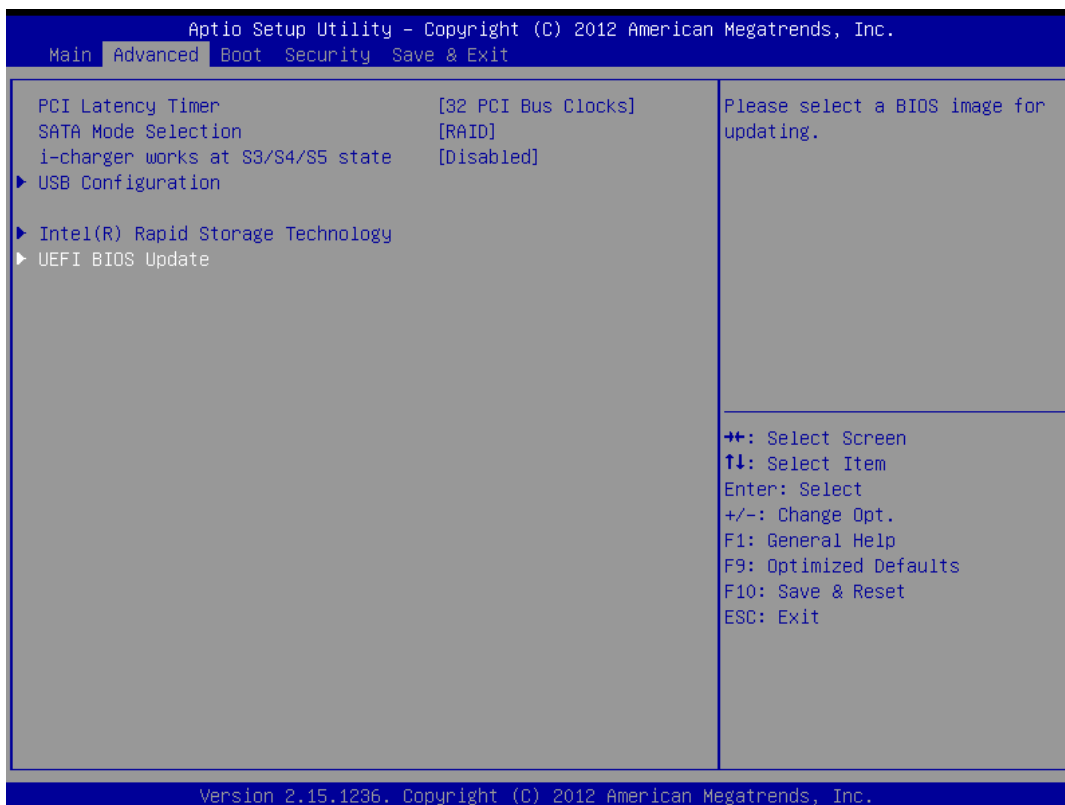 Aptio Setup Utility – Copyright (C) 2012 American Megatrends, Inc.
Main Advanced Boot Security Save & Exit
PCI Latency Timer [32 PCI Bus Clocks]
SATA Mode Selection [RAID]
i-charger works at S3/S4/S5 state [Disabled]
▶ USB Configuration
▶ Intel(R) Rapid Storage Technology
▶ UEFI BIOS Update
Please select a BIOS image for
updating.
→←: Select Screen
↑↓: Select Item
Enter: Select
+/-: Change Opt.
F1: General Help
F9: Optimized Defaults
F10: Save & Reset
ESC: Exit
Version 2.15.1236. Copyright (C) 2012 American Megatrends, Inc.